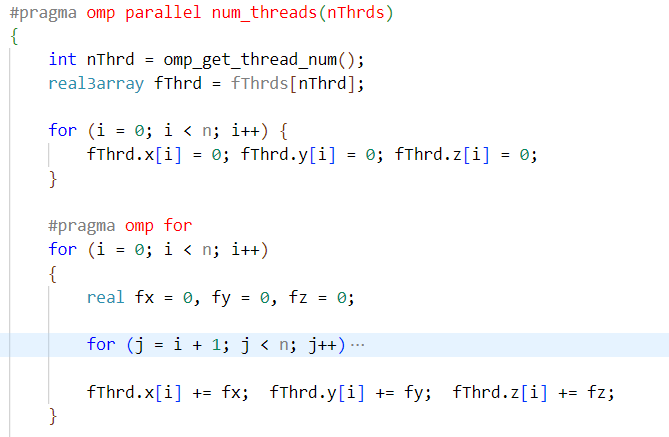 #pragma omp parallel num_threads(nThrds)
{
    int nThrd = omp_get_thread_num();
    real3array fThrd = fThrds[nThrd];

    for (i = 0; i < n; i++) {
        fThrd.x[i] = 0; fThrd.y[i] = 0; fThrd.z[i] = 0;
    }

    #pragma omp for
    for (i = 0; i < n; i++)
    {
        real fx = 0, fy = 0, fz = 0;

        for (j = i + 1; j < n; j++)⋯

        fThrd.x[i] += fx;  fThrd.y[i] += fy;  fThrd.z[i] += fz;
    }